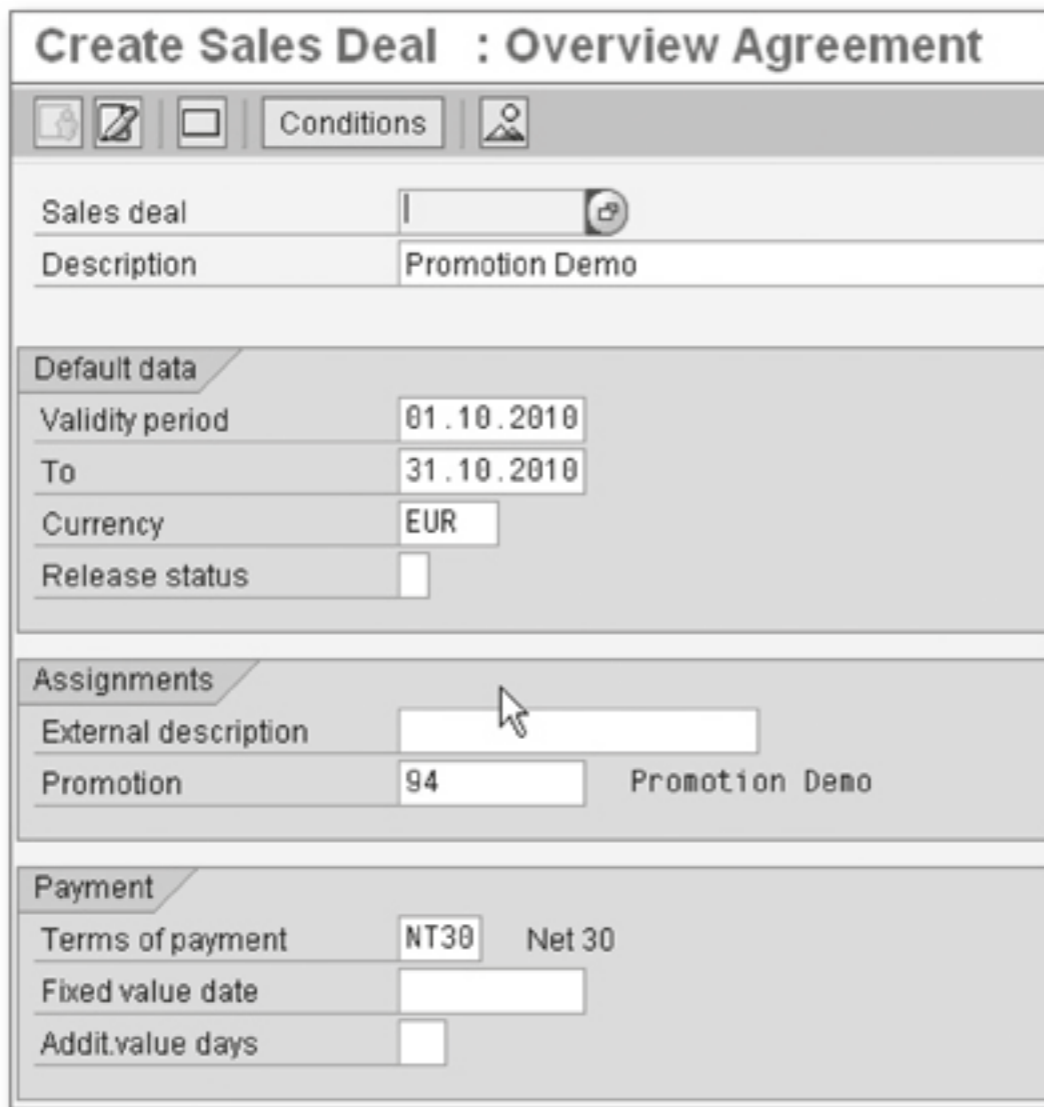 Create Sales Deal : Overview Agreement
Conditions
Sales deal
Description Promotion Demo
Default data
Validity period 01.10.2010
To 31.10.2010
Currency EUR
Release status
Assignments
External description
Promotion 94 Promotion Demo
Payment
Terms of payment NT30 Net 30
Fixed value date
Addit.value days